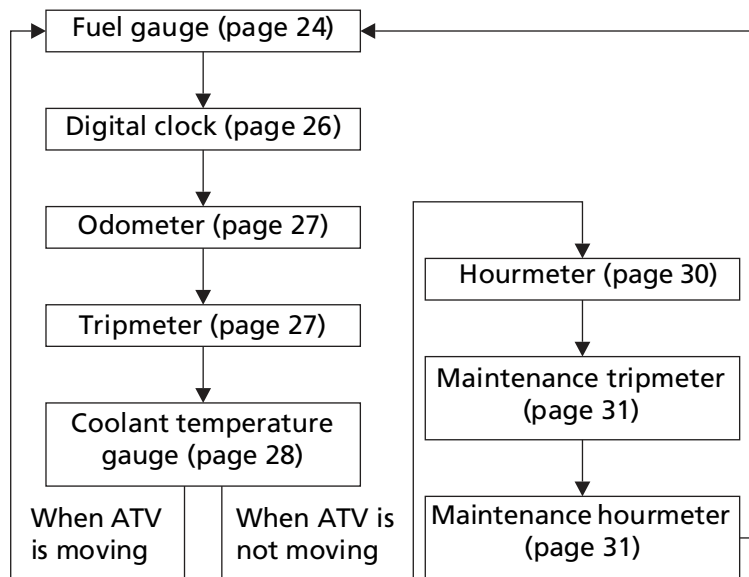 Fuel gauge (page 24)
Digital clock (page 26)
Odometer (page 27)
Tripmeter (page 27)
Coolant temperature
gauge (page 28)
When ATV
is moving
When ATV is
not moving
Hourmeter (page 30)
Maintenance tripmeter
(page 31)
Maintenance hourmeter
(page 31)